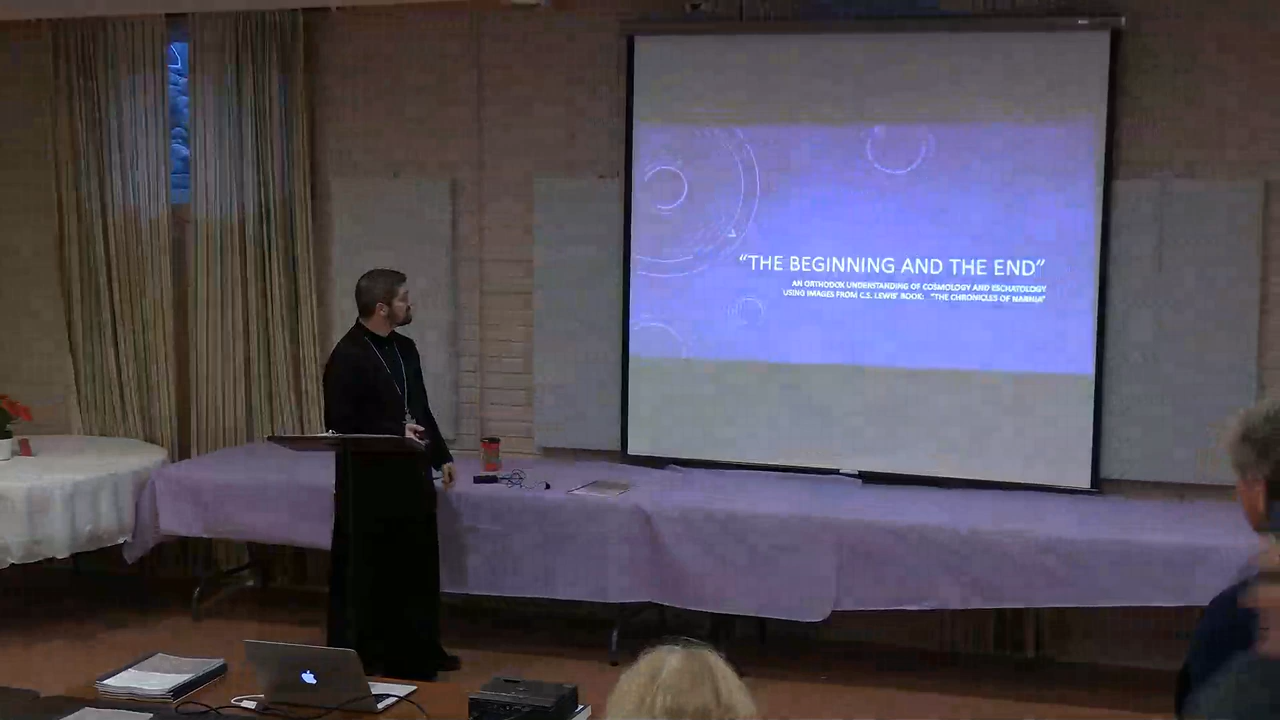 “THE BEGINNING AND THE END”
AN ORTHODOX UNDERSTANDING OF COSMOLOGY AND ESCHATOLOGY
USING IMAGES FROM C.S. LEWIS' BOOK: “THE CHRONICLES OF NARNIA”